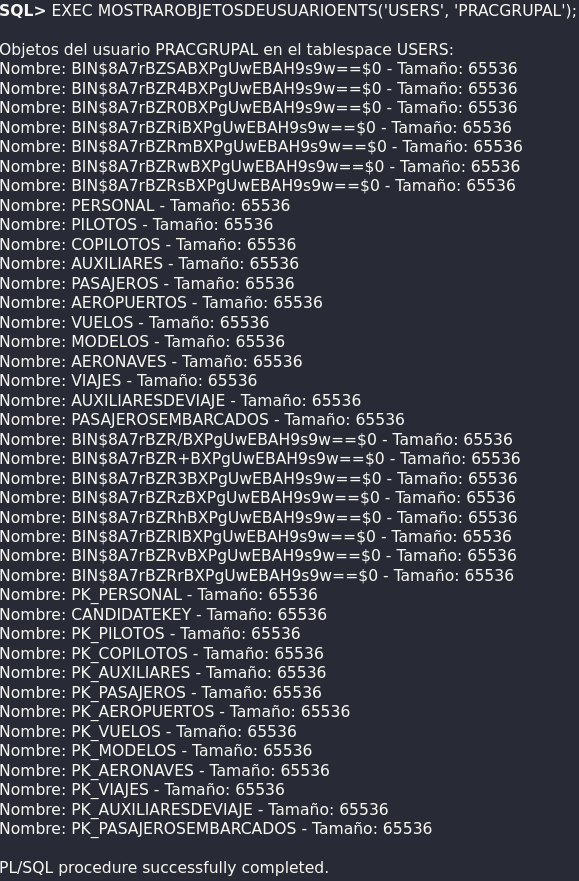 SQL> EXEC MOSTRAROBJETOSDEUSUARIOENTS('USERS', 'PRACGRUPAL');
Objetos del usuario PRACGRUPAL en el tablespace USERS:
Nombre: BIN$8A7rBZSABXPgUwEBAH9s9w==$0 - Tamaño: 65536
Nombre: BIN$8A7rBZR4BXPgUwEBAH9s9w==$0 - Tamaño: 65536
Nombre: BIN$8A7rBZR0BXPgUwEBAH9s9w==$0 - Tamaño: 65536
Nombre: BIN$8A7rBZRiBXPgUwEBAH9s9w==$0 - Tamaño: 65536
Nombre: BIN$8A7rBZRmBXPgUwEBAH9s9w==$0 - Tamaño: 65536
Nombre: BIN$8A7rBZRwBXPgUwEBAH9s9w==$0 - Tamaño: 65536
Nombre: BIN$8A7rBZRsBXPgUwEBAH9s9w==$0 - Tamaño: 65536
Nombre: PERSONAL - Tamaño: 65536
Nombre: PILOTOS - Tamaño: 65536
Nombre: COPILOTOS - Tamaño: 65536
Nombre: AUXILIARES - Tamaño: 65536
Nombre: PASAJEROS - Tamaño: 65536
Nombre: AEROPUERTOS - Tamaño: 65536
Nombre: VUELOS - Tamaño: 65536
Nombre: MODELOS - Tamaño: 65536
Nombre: AERONAVES - Tamaño: 65536
Nombre: VIAJES - Tamaño: 65536
Nombre: AUXILIARESDEVIAJE - Tamaño: 65536
Nombre: PASAJEROSEMBARCADOS - Tamaño: 65536
Nombre: BIN$8A7rBZR/BXPgUwEBAH9s9w==$0 - Tamaño: 65536
Nombre: BIN$8A7rBZR+BXPgUwEBAH9s9w==$0 - Tamaño: 65536
Nombre: BIN$8A7rBZR3BXPgUwEBAH9s9w==$0 - Tamaño: 65536
Nombre: BIN$8A7rBZRzBXPgUwEBAH9s9w==$0 - Tamaño: 65536
Nombre: BIN$8A7rBZRhBXPgUwEBAH9s9w==$0 - Tamaño: 65536
Nombre: BIN$8A7rBZRlBXPgUwEBAH9s9w==$0 - Tamaño: 65536
Nombre: BIN$8A7rBZRvBXPgUwEBAH9s9w==$0 - Tamaño: 65536
Nombre: BIN$8A7rBZRrBXPgUwEBAH9s9w==$0 - Tamaño: 65536
Nombre: PK_PERSONAL - Tamaño: 65536
Nombre: CANDIDATEKEY - Tamaño: 65536
Nombre: PK_PILOTOS - Tamaño: 65536
Nombre: PK_COPILOTOS - Tamaño: 65536
Nombre: PK_AUXILIARES - Tamaño: 65536
Nombre: PK_PASAJEROS - Tamaño: 65536
Nombre: PK_AEROPUERTOS - Tamaño: 65536
Nombre: PK_VUELOS - Tamaño: 65536
Nombre: PK_MODELOS - Tamaño: 65536
Nombre: PK_AERONAVES - Tamaño: 65536
Nombre: PK_VIAJES - Tamaño: 65536
Nombre: PK_AUXILIARESDEVIAJE - Tamaño: 65536
Nombre: PK_PASAJEROSEMBARCADOS - Tamaño: 65536
PL/SQL procedure successfully completed.